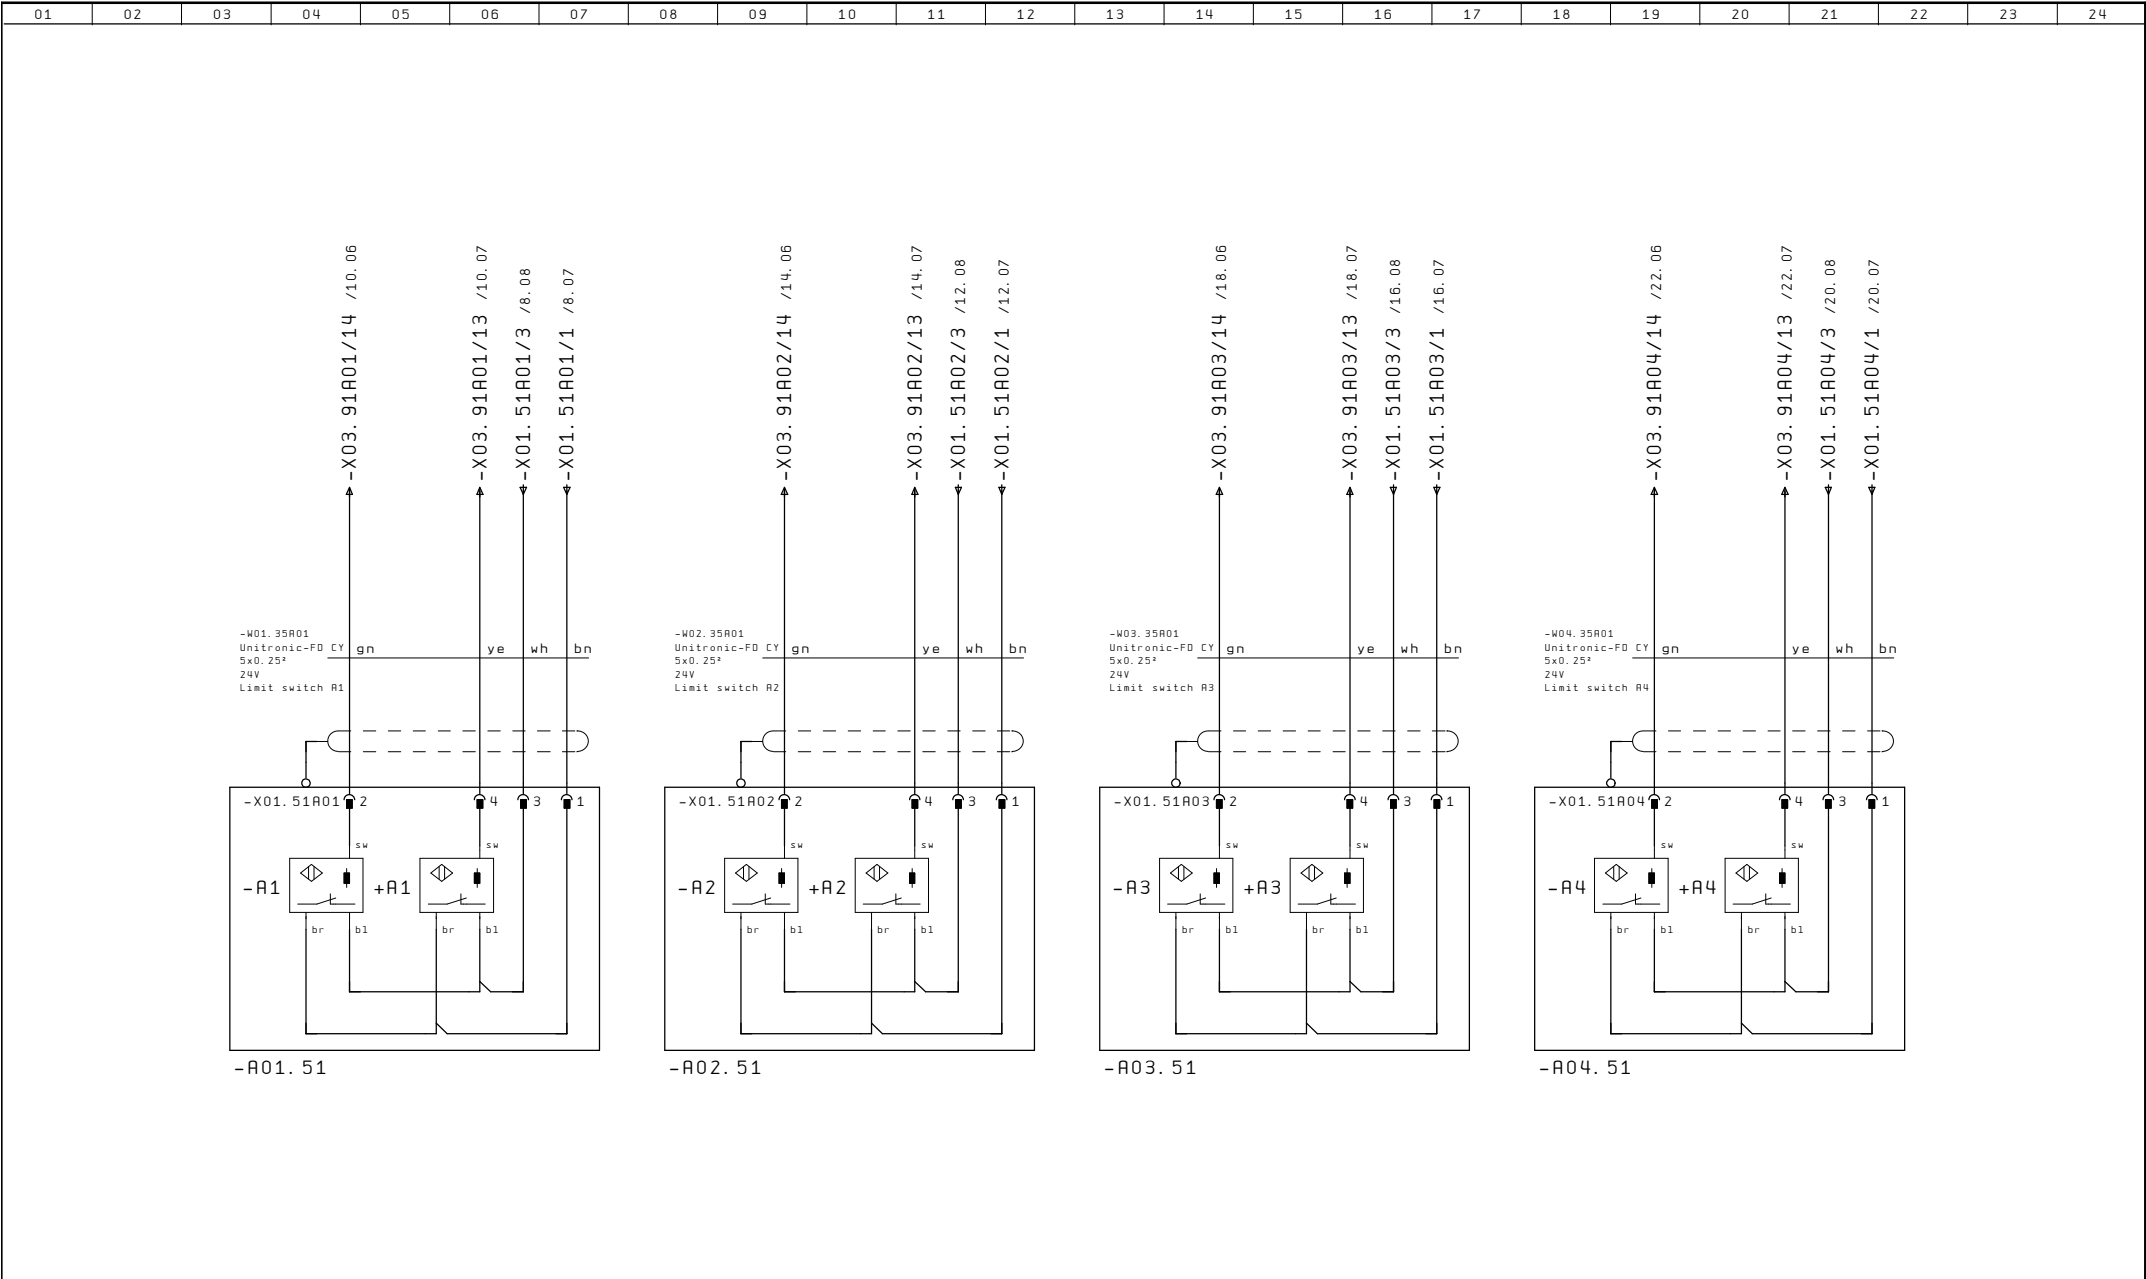 01 02 03 04 05 06 07 08 09 10 11 12 13 14 15 16 17 18 19 20 21 22 23 24
-X03.91A01/14 /10.06
-X03.91A01/13 /10.07
-X01.51A01/3 /8.08
-X01.51A01/1 /8.07
-X03.91A02/14 /14.06
-X03.91A02/13 /14.07
-X01.51A02/3 /12.08
-X01.51A02/1 /12.07
-X03.91A03/14 /18.06
-X03.91A03/13 /18.07
-X01.51A03/3 /16.08
-X01.51A03/1 /16.07
-X03.91A04/14 /22.06
-X03.91A04/13 /22.07
-X01.51A04/3 /20.08
-X01.51A04/1 /20.07
-W01.35A01
Unitronic-FD CY
5x0.25²
24V
Limit switch A1
gn ye wh bn
-W02.35A01
Unitronic-FD CY
5x0.25²
24V
Limit switch A2
gn ye wh bn
-W03.35A01
Unitronic-FD CY
5x0.25²
24V
Limit switch A3
gn ye wh bn
-W04.35A01
Unitronic-FD CY
5x0.25²
24V
Limit switch A4
gn ye wh bn
-X01.51A01 2 4 3 1
sw sw
-A1 +A1
br bl br bl
-A01.51
-X01.51A02 2 4 3 1
sw sw
-A2 +A2
br bl br bl
-A02.51
-X01.51A03 2 4 3 1
sw sw
-A3 +A3
br bl br bl
-A03.51
-X01.51A04 2 4 3 1
sw sw
-A4 +A4
br bl br bl
-A04.51